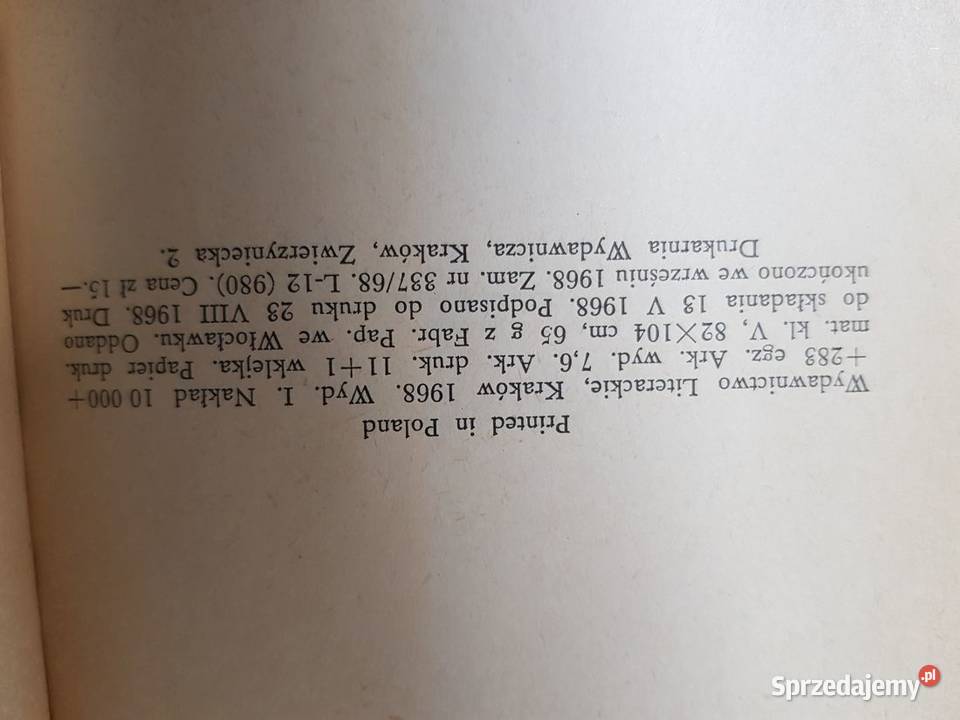 Printed in Poland
Wydawnictwo Literackie, Kraków 1968. Wyd. I. Nakład 10 000+
+283 egz. Ark. wyd. 7,6. Ark. druk. 11+1 wklejka. Papier druk.
mat. kl. V, 82×104 cm, 65 g z Fabr. Pap. we Włocławku. Oddano
do składania 13 V 1968. Podpisano do druku 23 VIII 1968. Druk
ukończono we wrześniu. 1968. Zam. nr 337/68. L-12 (980). Cena zł 15.—
Drukarnia Wydawnicza, Kraków, Zwierzyniecka 2.
Sprzedajemy.pl